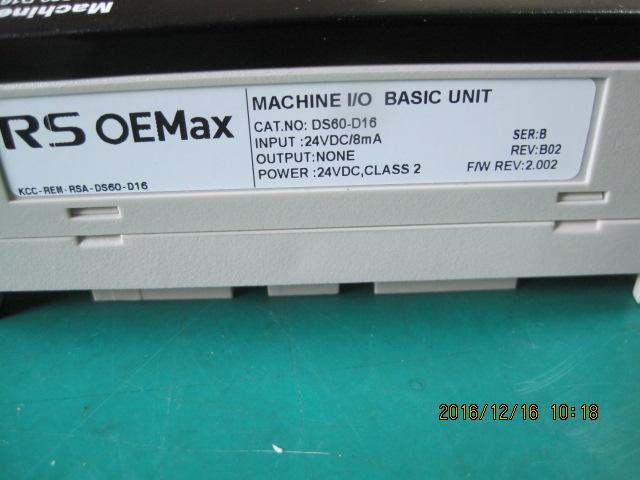 Machine
RS OEMax
KCC-REM-RSA-DS60-D16
MACHINE I/O BASIC UNIT
CAT.NO: DS60-D16
INPUT :24VDC/8mA
OUTPUT:NONE
POWER :24VDC,CLASS 2
SER:B
REV:B02
F/W REV:2.002
2016/12/16 10:18